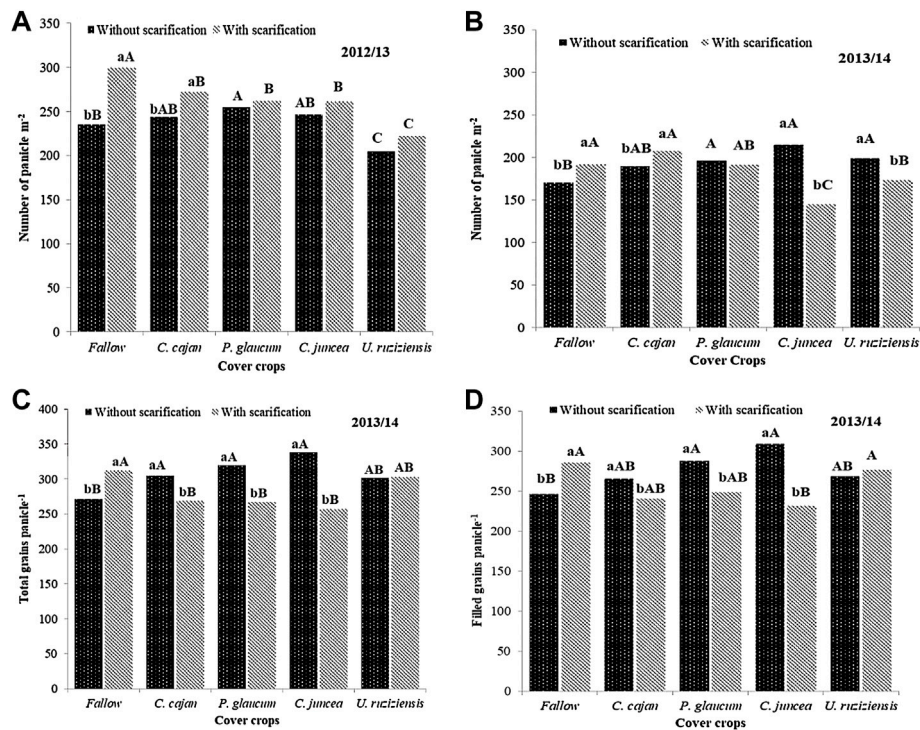 A
Without scarification With scarification
2012/13
Number of panicle m-2
350
300
250
200
150
100
50
0
bB aA bAB aB A B AB B C C
Fallow C. cajan P. glaucum C. juncea U. ruziziensis
Cover crops
B
Without scarification With scarification
2013/14
Number of panicle m-2
350
300
250
200
150
100
50
0
bB aA bAB aA A AB aA bC aA bB
Fallow C. cajan P. glaucum C. juncea U. ruziziensis
Cover Crops
C
Without scarification With scarification
2013/14
Total grains panicle-1
400
350
300
250
200
150
100
50
0
bB aA aA bB aA bB aA bB AB AB
Fallow C. cajan P. glaucum C. juncea U. ruziziensis
Cover crops
D
Without scarification With scarification
2013/14
Filled grains panicle-1
350
300
250
200
150
100
50
0
bB aA aAB bAB aA bAB aA bB AB A
Fallow C. cajan P. glaucum C. juncea U. ruziziensis
Cover crops